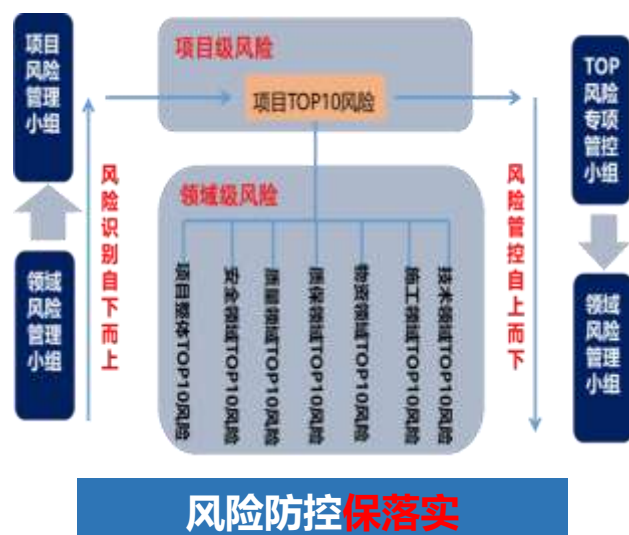 项目
风险
管理
小组
领域
风险
管理
小组
风险识别自下而上
项目级风险
项目TOP10风险
领域级风险
项目整体TOP10风险
安全领域TOP10风险
质量领域TOP10风险
质保领域TOP10风险
物资领域TOP10风险
施工领域TOP10风险
技术领域TOP10风险
风险管控自上而下
TOP
风险
专项
管控
小组
领域
风险
管理
小组
风险防控保落实